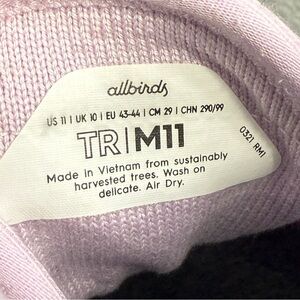 allbirds
US 11 | UK 10 | EU 43-44 | CM 29 | CHN 290/99
TR|M11
Made in Vietnam from sustainably
harvested trees. Wash on
delicate. Air Dry.
0321 RM1